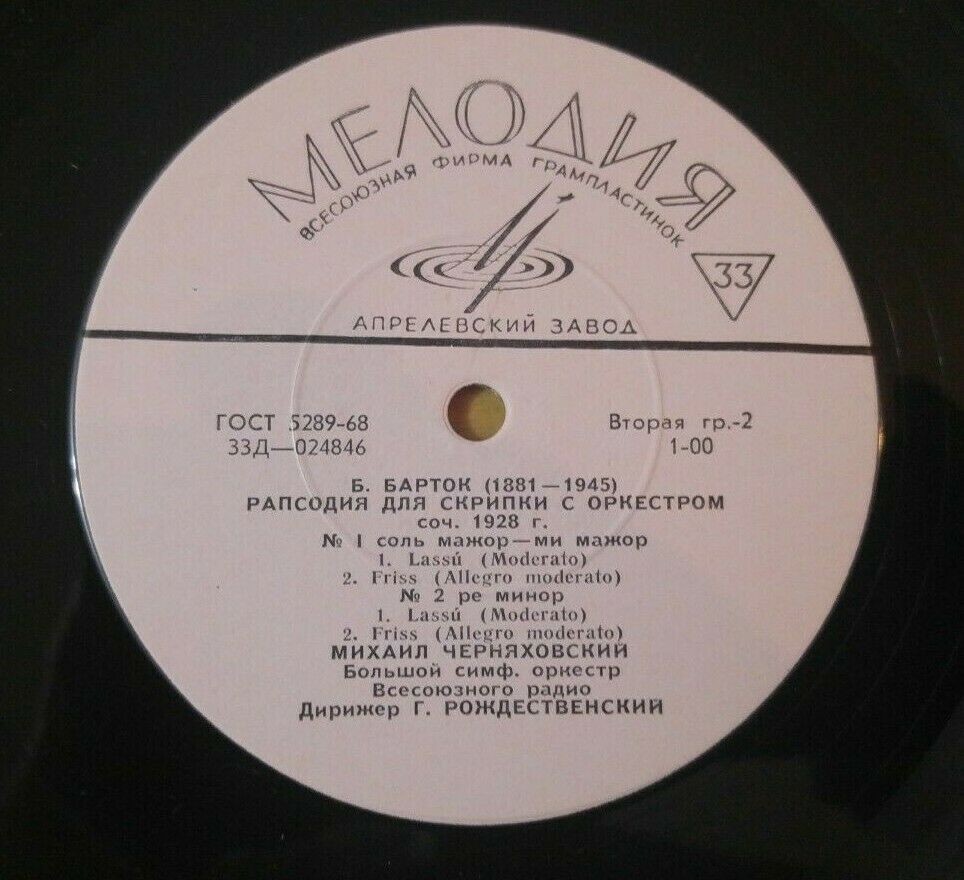 МЕЛОДИЯ
ВСЕСОЮЗНАЯ ФИРМА ГРАМПЛАСТИНОК
33
АПРЕЛЕВСКИЙ ЗАВОД
ГОСТ 5289-68
Вторая гр.-2
33Д—024846
1-00
Б. БАРТОК (1881—1945)
РАПСОДИЯ ДЛЯ СКРИПКИ С ОРКЕСТРОМ
соч. 1928 г.
№ 1 соль мажор—ми мажор
1. Lassú (Moderato)
2. Friss (Allegro moderato)
№ 2 ре минор
1. Lassú (Moderato)
2. Friss (Allegro moderato)
МИХАИЛ ЧЕРНЯХОВСКИЙ
Большой симф. оркестр
Всесоюзного радио
Дирижер Г. РОЖДЕСТВЕНСКИЙ